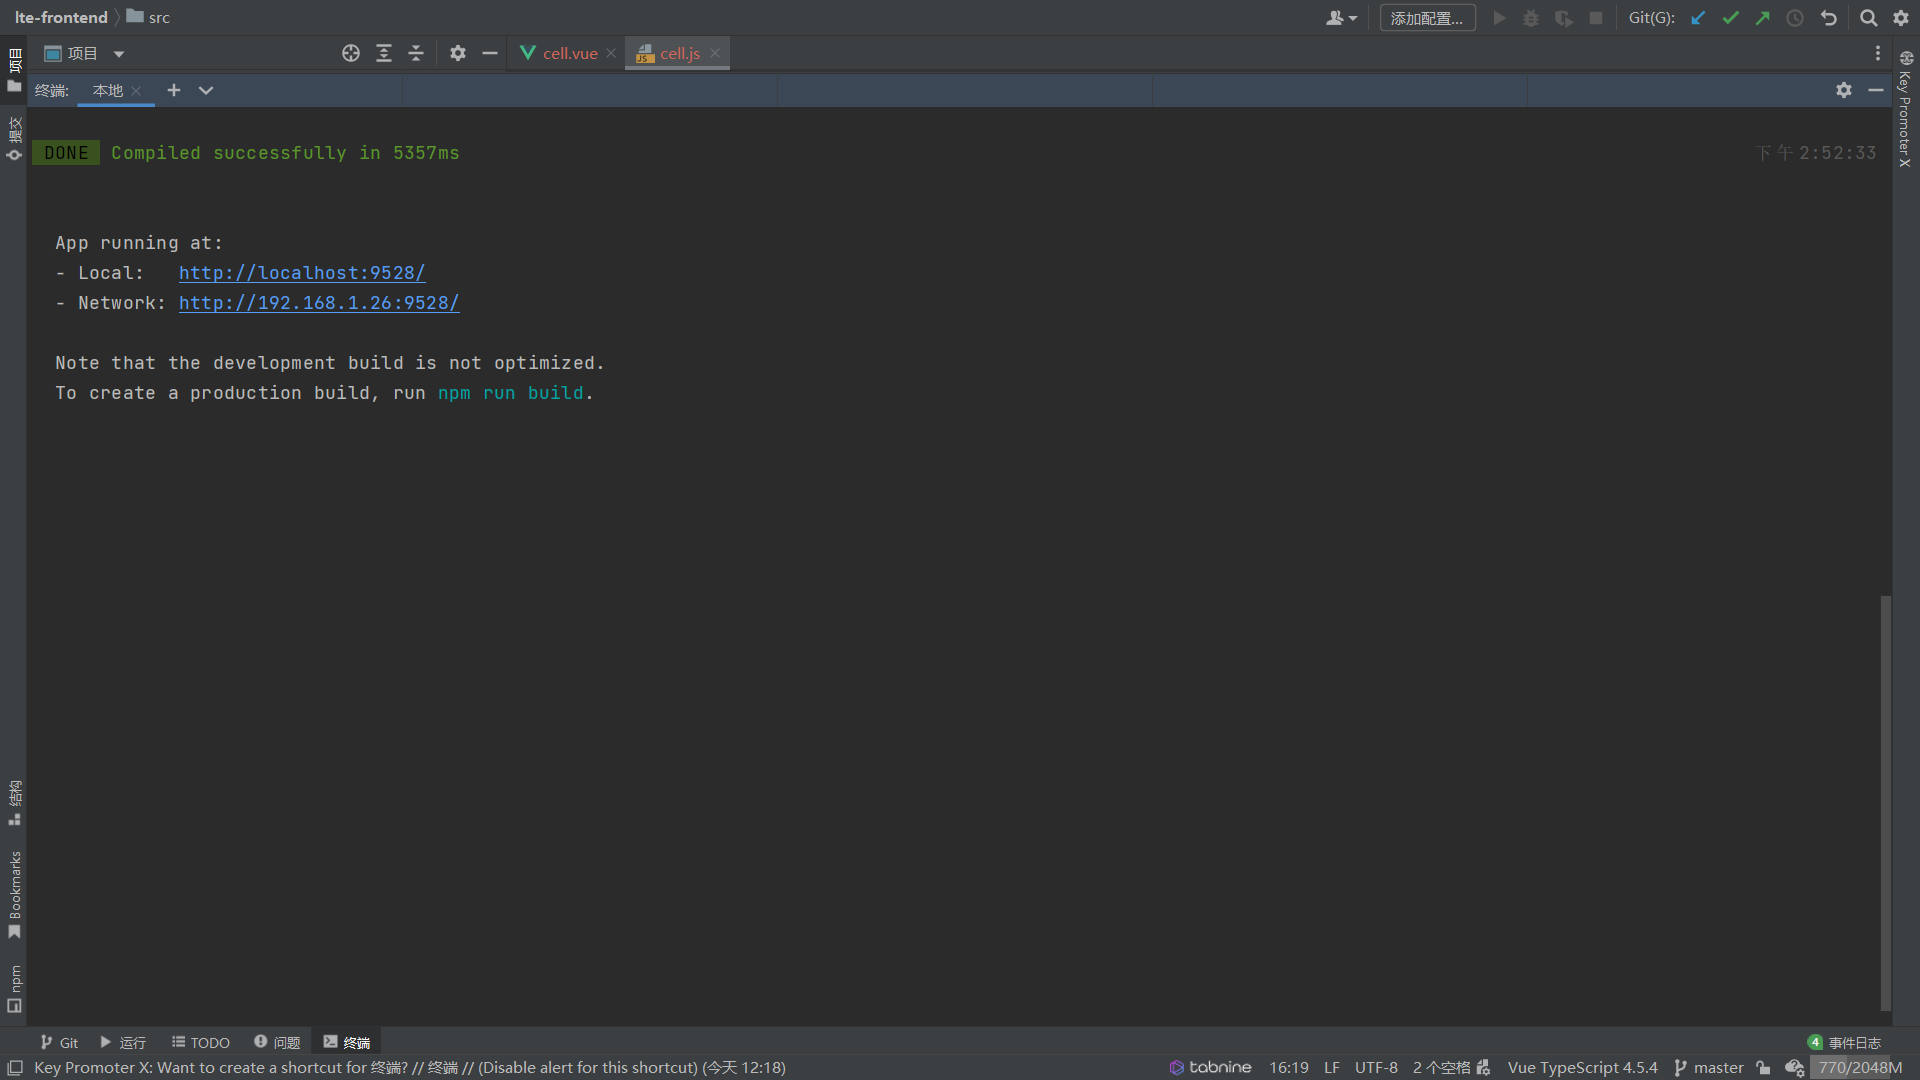 lte-frontend
src
添加配置...
Git(G):
项目
cell.vue
cell.js
终端:
本地
项目
提交
结构
Bookmarks
npm
Key Promoter X
DONE Compiled successfully in 5357ms
下午2:52:33
App running at:
- Local: http://localhost:9528/
- Network: http://192.168.1.26:9528/
Note that the development build is not optimized.
To create a production build, run npm run build.
Git
运行
TODO
问题
终端
4 事件日志
Key Promoter X: Want to create a shortcut for 终端? // 终端 // (Disable alert for this shortcut) (今天 12:18)
tabnine
16:19
LF
UTF-8
2 个空格
Vue TypeScript 4.5.4
master
770/2048M